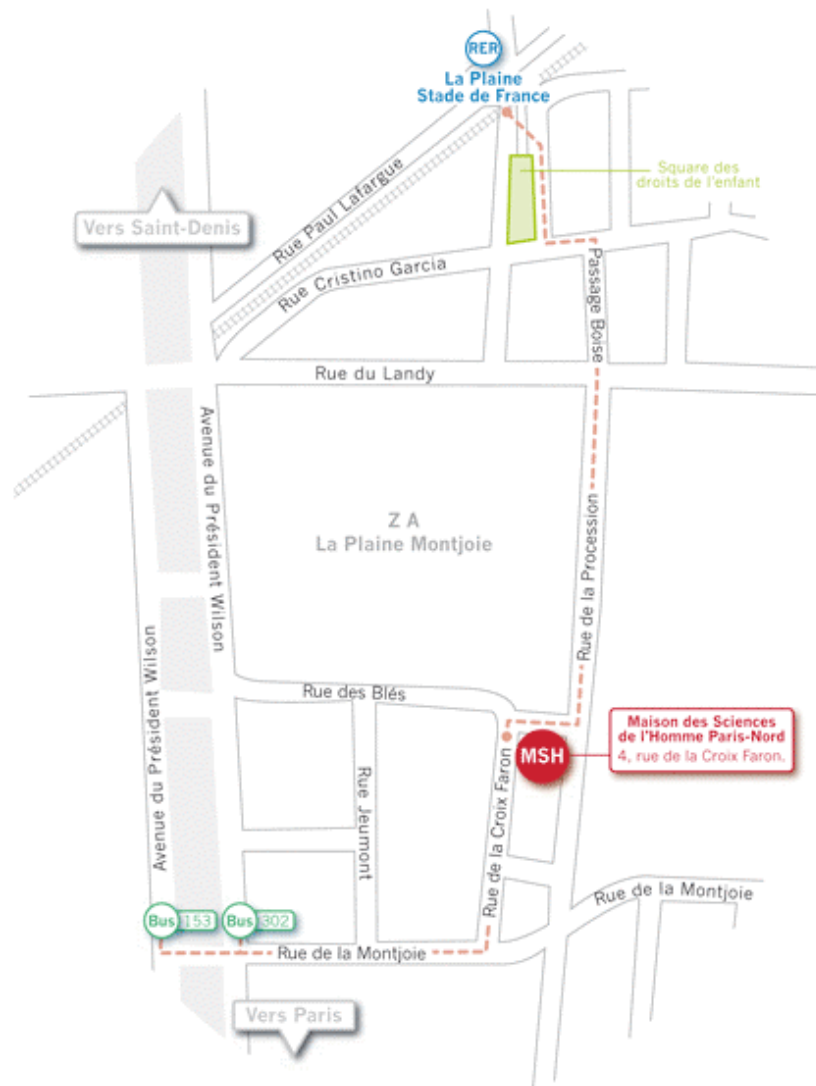 RER
La Plaine
Stade de France
Square des
droits de l'enfant
Rue Paul Lafargue
Vers Saint-Denis
Rue Cristino Garcia
Passage Boise
Rue du Landy
Avenue du Président Wilson
Z A
La Plaine Montjoie
Rue de la Procession
Avenue du Président Wilson
Rue des Blés
Maison des Sciences
de l'Homme Paris-Nord
4, rue de la Croix Faron.
MSH
Rue Jeumont
Rue de la Croix Faron
Rue de la Montjoie
Bus 153
Bus 302
Rue de la Montjoie
Vers Paris